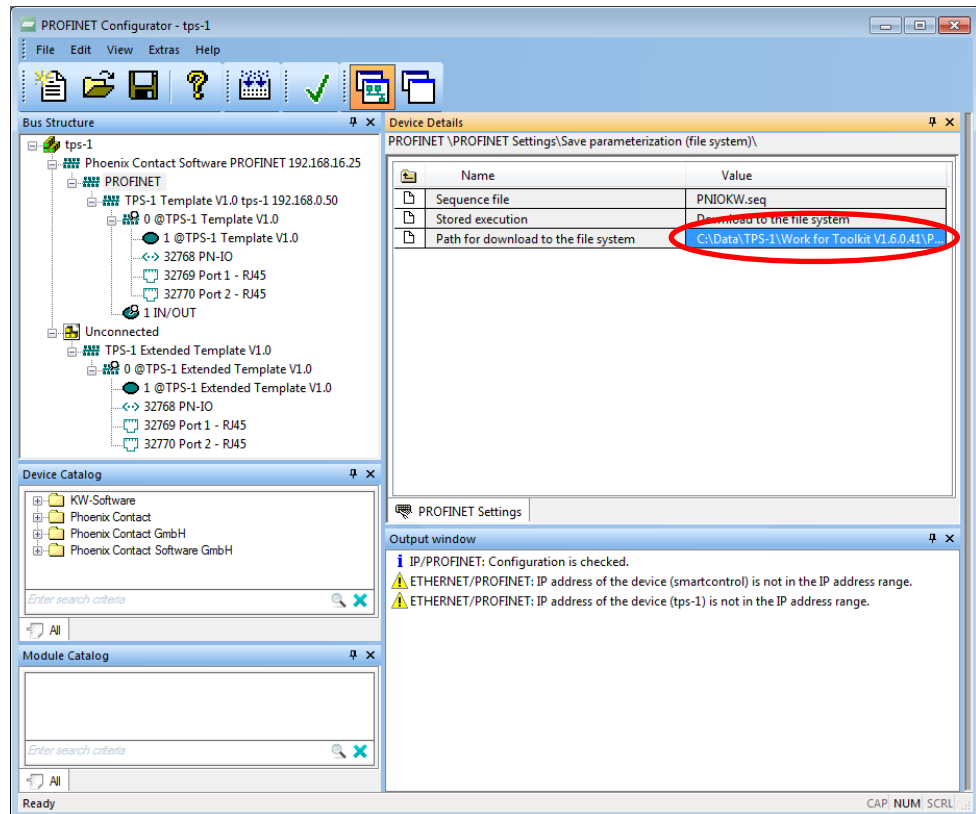 PROFINET Configurator - tps-1
File Edit View Extras Help
Bus Structure
tps-1
Phoenix Contact Software PROFINET 192.168.16.25
PROFINET
TPS-1 Template V1.0 tps-1 192.168.0.50
0 @TPS-1 Template V1.0
1 @TPS-1 Template V1.0
32768 PN-IO
32769 Port 1 - RJ45
32770 Port 2 - RJ45
1 IN/OUT
Unconnected
TPS-1 Extended Template V1.0
0 @TPS-1 Extended Template V1.0
1 @TPS-1 Extended Template V1.0
32768 PN-IO
32769 Port 1 - RJ45
32770 Port 2 - RJ45
Device Catalog
KW-Software
Phoenix Contact
Phoenix Contact GmbH
Phoenix Contact Software GmbH
Enter search criteria
All
Module Catalog
Enter search criteria
All
Device Details
PROFINET \PROFINET Settings\Save parameterization (file system)\
Name Value
Sequence file PNIOKW.seq
Stored execution Download to the file system
Path for download to the file system C:\Data\TPS-1\Work for Toolkit V1.6.0.41\P...
PROFINET Settings
Output window
IP/PROFINET: Configuration is checked.
ETHERNET/PROFINET: IP address of the device (smartcontrol) is not in the IP address range.
ETHERNET/PROFINET: IP address of the device (tps-1) is not in the IP address range.
Ready CAP NUM SCRL